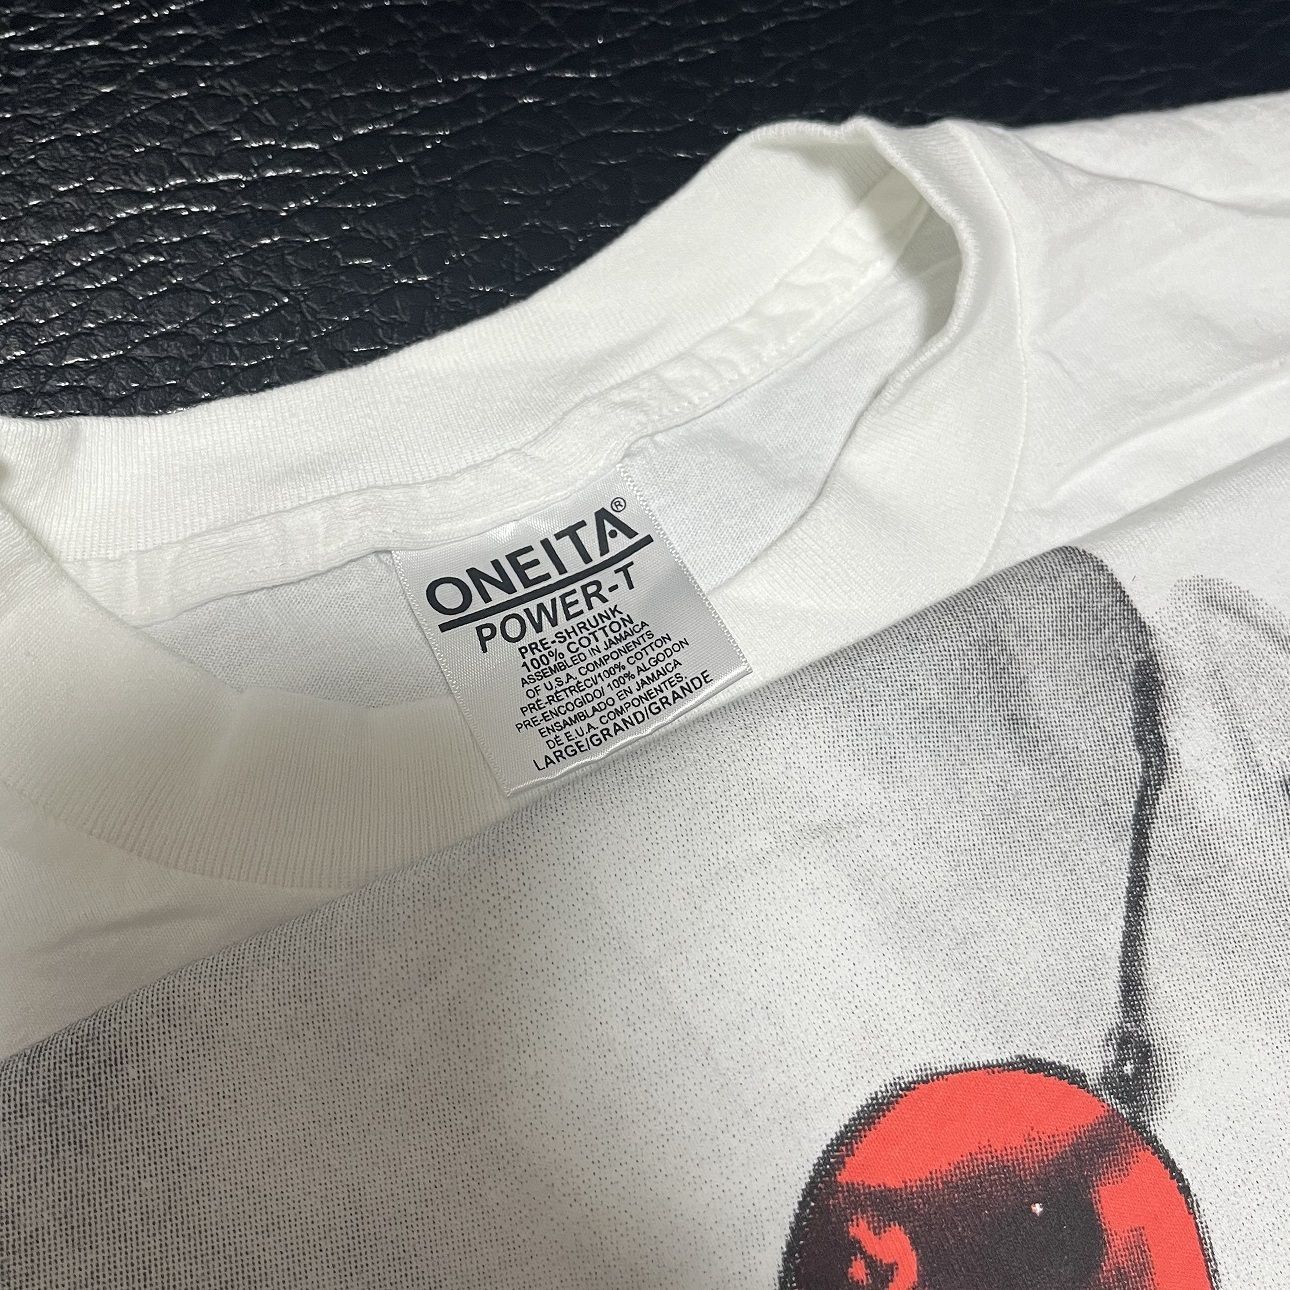 ONEITA®
POWER-T
PRE-SHRUNK
100% COTTON
ASSEMBLED IN JAMAICA
OF U.S.A. COMPONENTS
PRÉ-RÉTRÉCI/100% COTTON
PRE-ENCOGIDO/ 100% ALGODON
ENSAMBLADO EN JAMAICA
DÉ E.U.A. COMPONENTES.
LARGE/GRAND/GRANDE